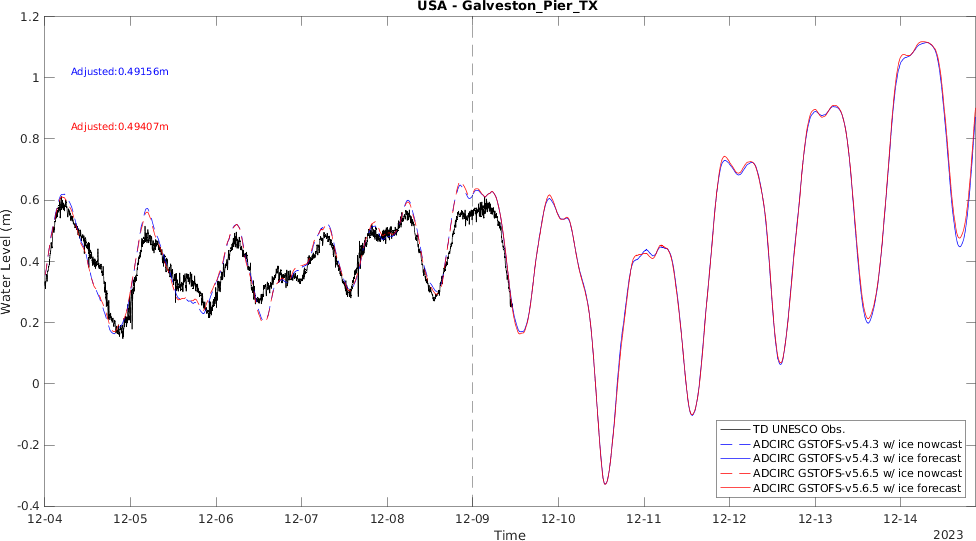 USA - Galveston_Pier_TX
1.2
1
0.8
0.6
0.4
0.2
0
-0.2
-0.4
Water Level (m)
Adjusted:0.49156m
Adjusted:0.49407m
TD UNESCO Obs.
ADCIRC GSTOFS-v5.4.3 w/ ice nowcast
ADCIRC GSTOFS-v5.4.3 w/ ice forecast
ADCIRC GSTOFS-v5.6.5 w/ ice nowcast
ADCIRC GSTOFS-v5.6.5 w/ ice forecast
12-04 12-05 12-06 12-07 12-08 12-09 12-10 12-11 12-12 12-13 12-14
Time
2023